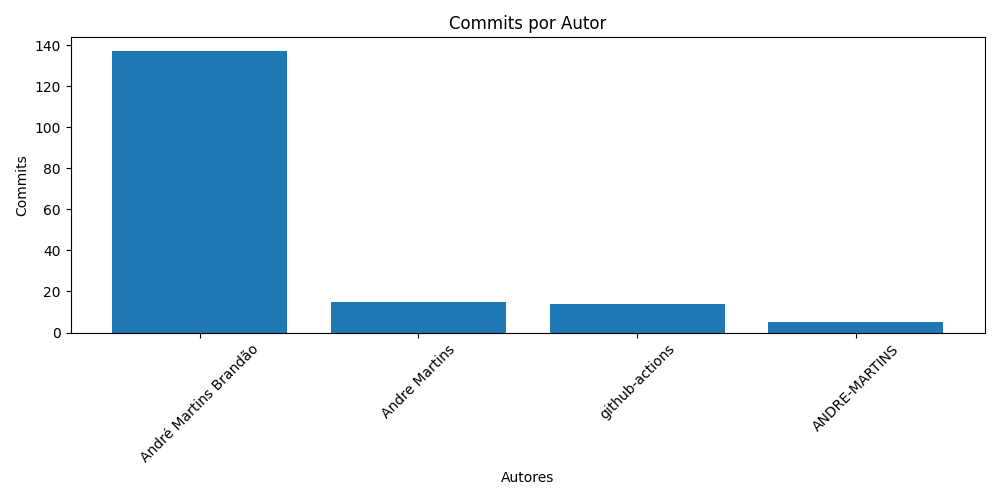 Commits por Autor
Commits
140
120
100
80
60
40
20
0
André Martins Brandão
Andre Martins
github-actions
ANDRE-MARTINS
Autores